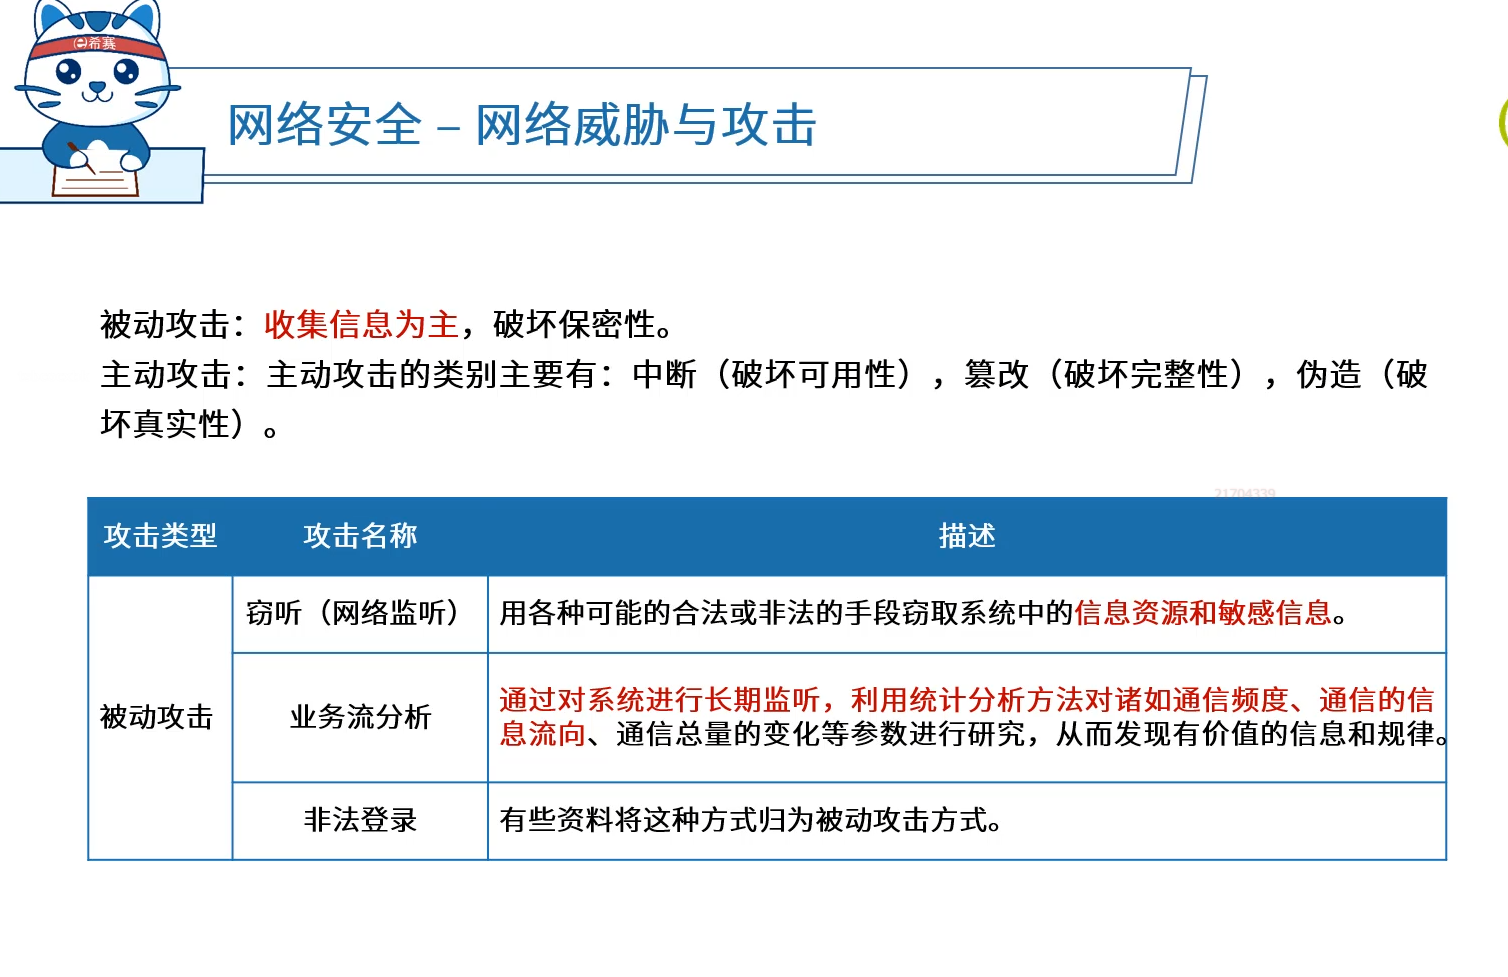 e希赛
网络安全 – 网络威胁与攻击
被动攻击：收集信息为主，破坏保密性。
主动攻击：主动攻击的类别主要有：中断（破坏可用性），篡改（破坏完整性），伪造（破
坏真实性）。
21704339
攻击类型 攻击名称 描述
窃听（网络监听） 用各种可能的合法或非法的手段窃取系统中的信息资源和敏感信息。
被动攻击 业务流分析 通过对系统进行长期监听，利用统计分析方法对诸如通信频度、通信的信
息流向、通信总量的变化等参数进行研究，从而发现有价值的信息和规律。
非法登录 有些资料将这种方式归为被动攻击方式。